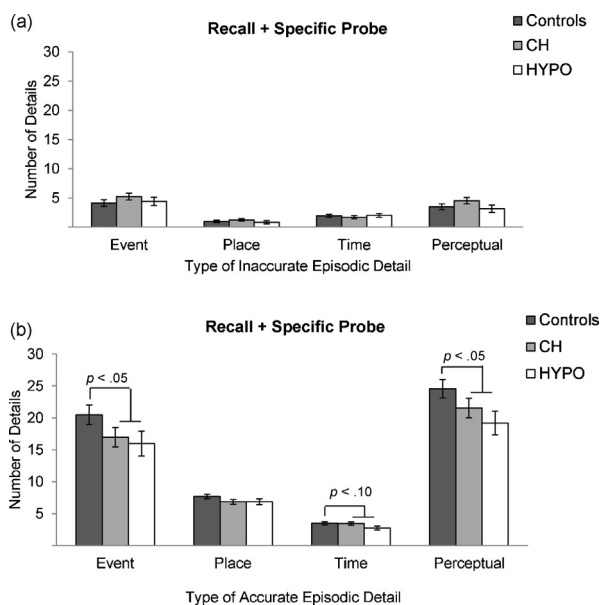 (a)
Recall + Specific Probe
Controls
CH
HYPO
Number of Details
30
25
20
15
10
5
Event Place Time Perceptual
Type of Inaccurate Episodic Detail
(b)
Recall + Specific Probe
Controls
CH
HYPO
Number of Details
30
25
20
15
10
5
p < .05
p < .10
p < .05
Event Place Time Perceptual
Type of Accurate Episodic Detail